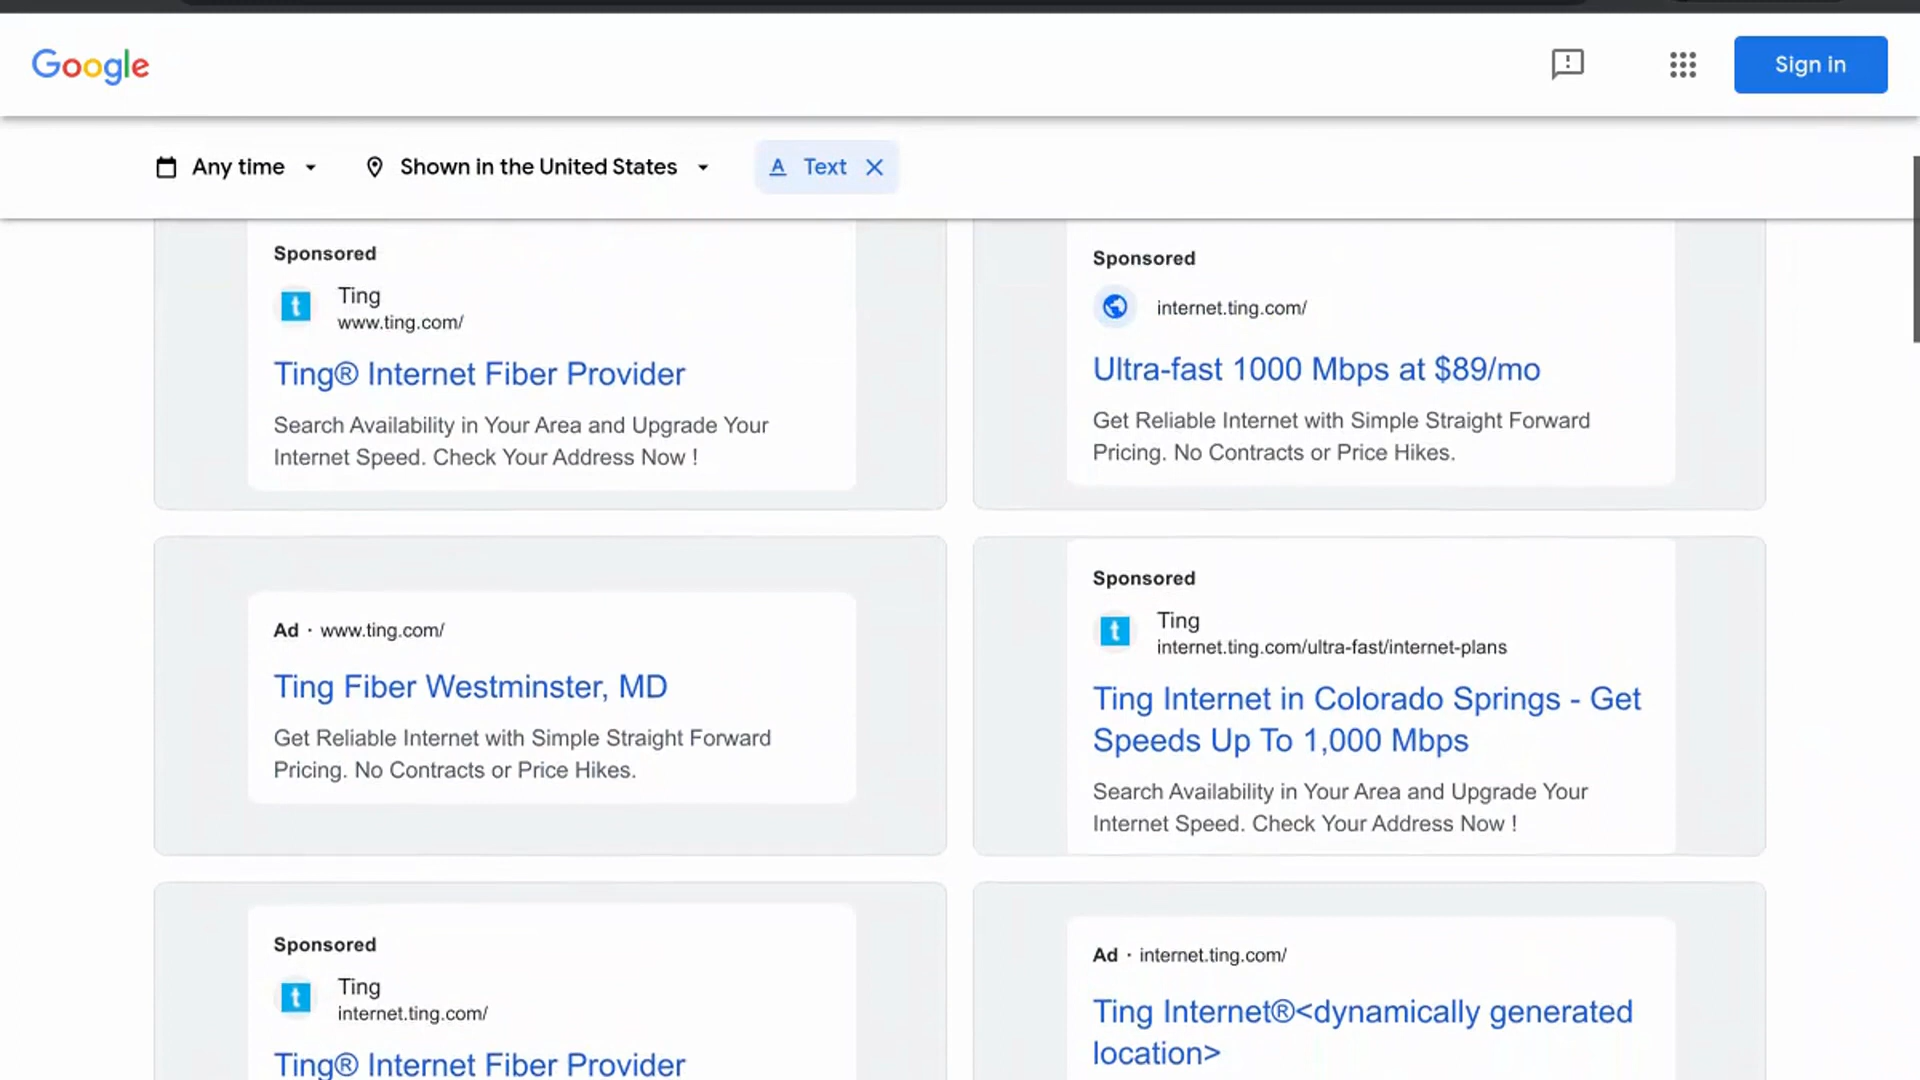 Google
Sign in
Any time
Shown in the United States
Text
Sponsored
t
Ting
www.ting.com/
Ting® Internet Fiber Provider
Search Availability in Your Area and Upgrade Your
Internet Speed. Check Your Address Now !
Sponsored
internet.ting.com/
Ultra-fast 1000 Mbps at $89/mo
Get Reliable Internet with Simple Straight Forward
Pricing. No Contracts or Price Hikes.
Ad · www.ting.com/
Ting Fiber Westminster, MD
Get Reliable Internet with Simple Straight Forward
Pricing. No Contracts or Price Hikes.
Sponsored
t
Ting
internet.ting.com/ultra-fast/internet-plans
Ting Internet in Colorado Springs - Get
Speeds Up To 1,000 Mbps
Search Availability in Your Area and Upgrade Your
Internet Speed. Check Your Address Now !
Sponsored
t
Ting
internet.ting.com/
Ting® Internet Fiber Provider
Ad · internet.ting.com/
Ting Internet®<dynamically generated
location>